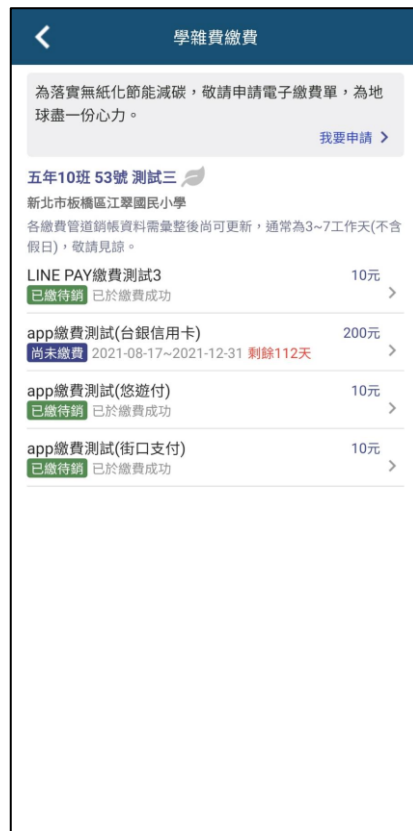 學雜費繳費
為落實無紙化節能減碳，敬請申請電子繳費單，為地
球盡一份心力。
我要申請
五年10班 53號 測試三
新北市板橋區江翠國民小學
各繳費管道銷帳資料需彙整後尚可更新，通常為3~7工作天(不含
假日)，敬請見諒。
LINE PAY繳費測試3 10元
已繳待銷 已於繳費成功
app繳費測試(台銀信用卡) 200元
尚未繳費 2021-08-17~2021-12-31 剩餘112天
app繳費測試(悠遊付) 10元
已繳待銷 已於繳費成功
app繳費測試(街口支付) 10元
已繳待銷 已於繳費成功